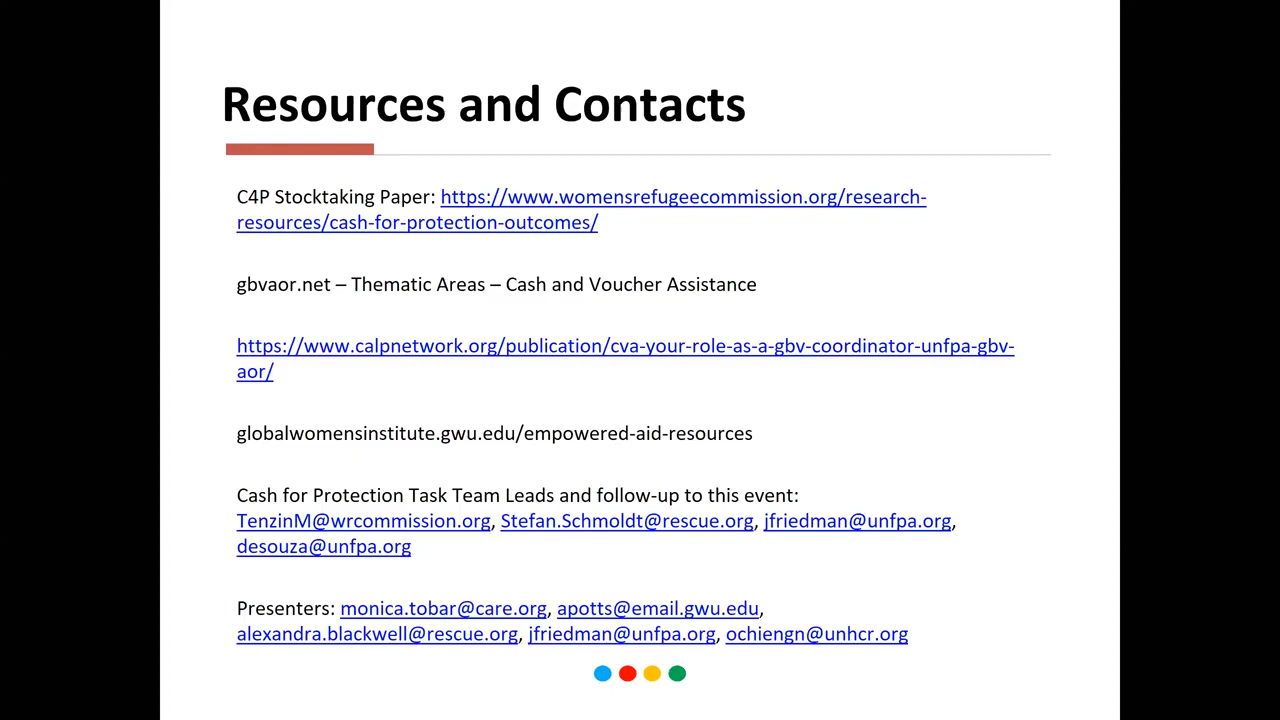 Resources and Contacts
C4P Stocktaking Paper: https://www.womensrefugeecommission.org/research-
resources/cash-for-protection-outcomes/
gbvaor.net – Thematic Areas – Cash and Voucher Assistance
https://www.calpnetwork.org/publication/cva-your-role-as-a-gbv-coordinator-unfpa-gbv-
aor/
globalwomensinstitute.gwu.edu/empowered-aid-resources
Cash for Protection Task Team Leads and follow-up to this event:
TenzinM@wrcommission.org, Stefan.Schmoldt@rescue.org, jfriedman@unfpa.org,
desouza@unfpa.org
Presenters: monica.tobar@care.org, apotts@email.gwu.edu,
alexandra.blackwell@rescue.org, jfriedman@unfpa.org, ochiengn@unhcr.org